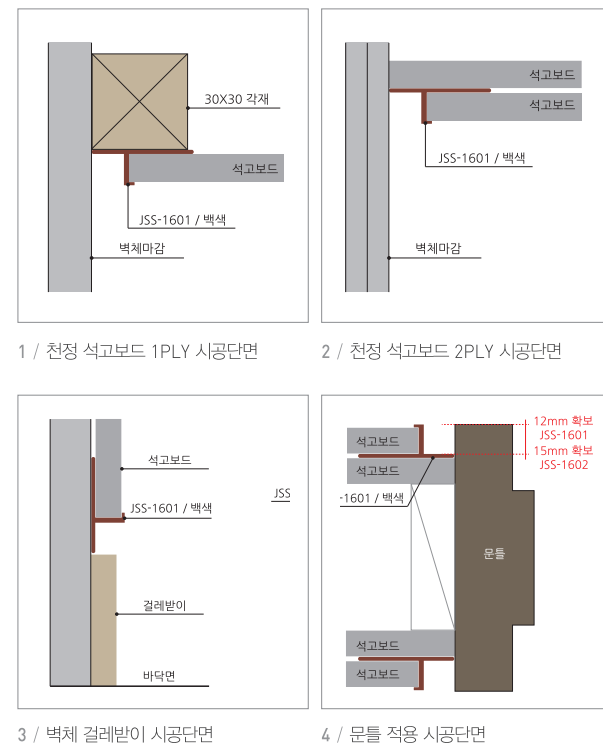 30X30 각재
석고보드
JSS-1601 / 백색
벽체마감
1 / 천정 석고보드 1PLY 시공단면
석고보드
석고보드
JSS-1601 / 백색
벽체마감
2 / 천정 석고보드 2PLY 시공단면
석고보드
JSS-1601 / 백색
걸레받이
바닥면
3 / 벽체 걸레받이 시공단면
JSS
12mm 확보
JSS-1601
15mm 확보
JSS-1602
석고보드
석고보드
-1601 / 백색
문틀
석고보드
석고보드
4 / 문틀 적용 시공단면